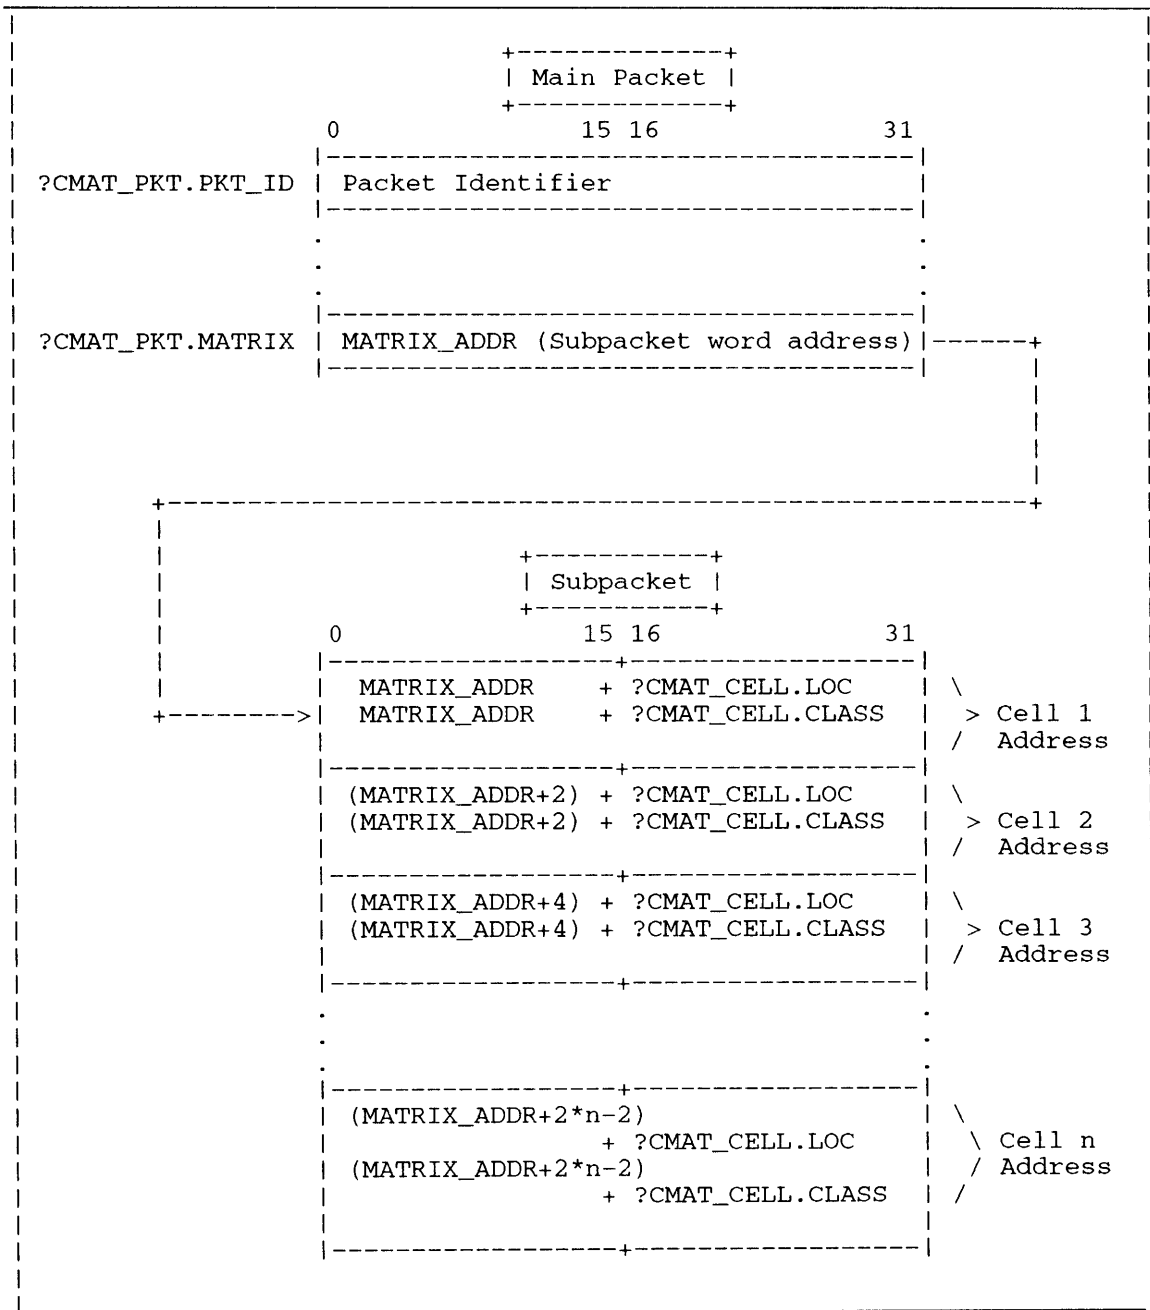 Main Packet
0 15 16 31
?CMAT_PKT.PKT_ID | Packet Identifier
.
.
.
?CMAT_PKT.MATRIX | MATRIX_ADDR (Subpacket word address)
Subpacket
0 15 16 31
MATRIX_ADDR + ?CMAT_CELL.LOC | \
MATRIX_ADDR + ?CMAT_CELL.CLASS | > Cell 1
| / Address
(MATRIX_ADDR+2) + ?CMAT_CELL.LOC | \
(MATRIX_ADDR+2) + ?CMAT_CELL.CLASS | > Cell 2
| / Address
(MATRIX_ADDR+4) + ?CMAT_CELL.LOC | \
(MATRIX_ADDR+4) + ?CMAT_CELL.CLASS | > Cell 3
| / Address
.
.
.
(MATRIX_ADDR+2*n-2) | \
+ ?CMAT_CELL.LOC | \ Cell n
(MATRIX_ADDR+2*n-2) | / Address
+ ?CMAT_CELL.CLASS | /